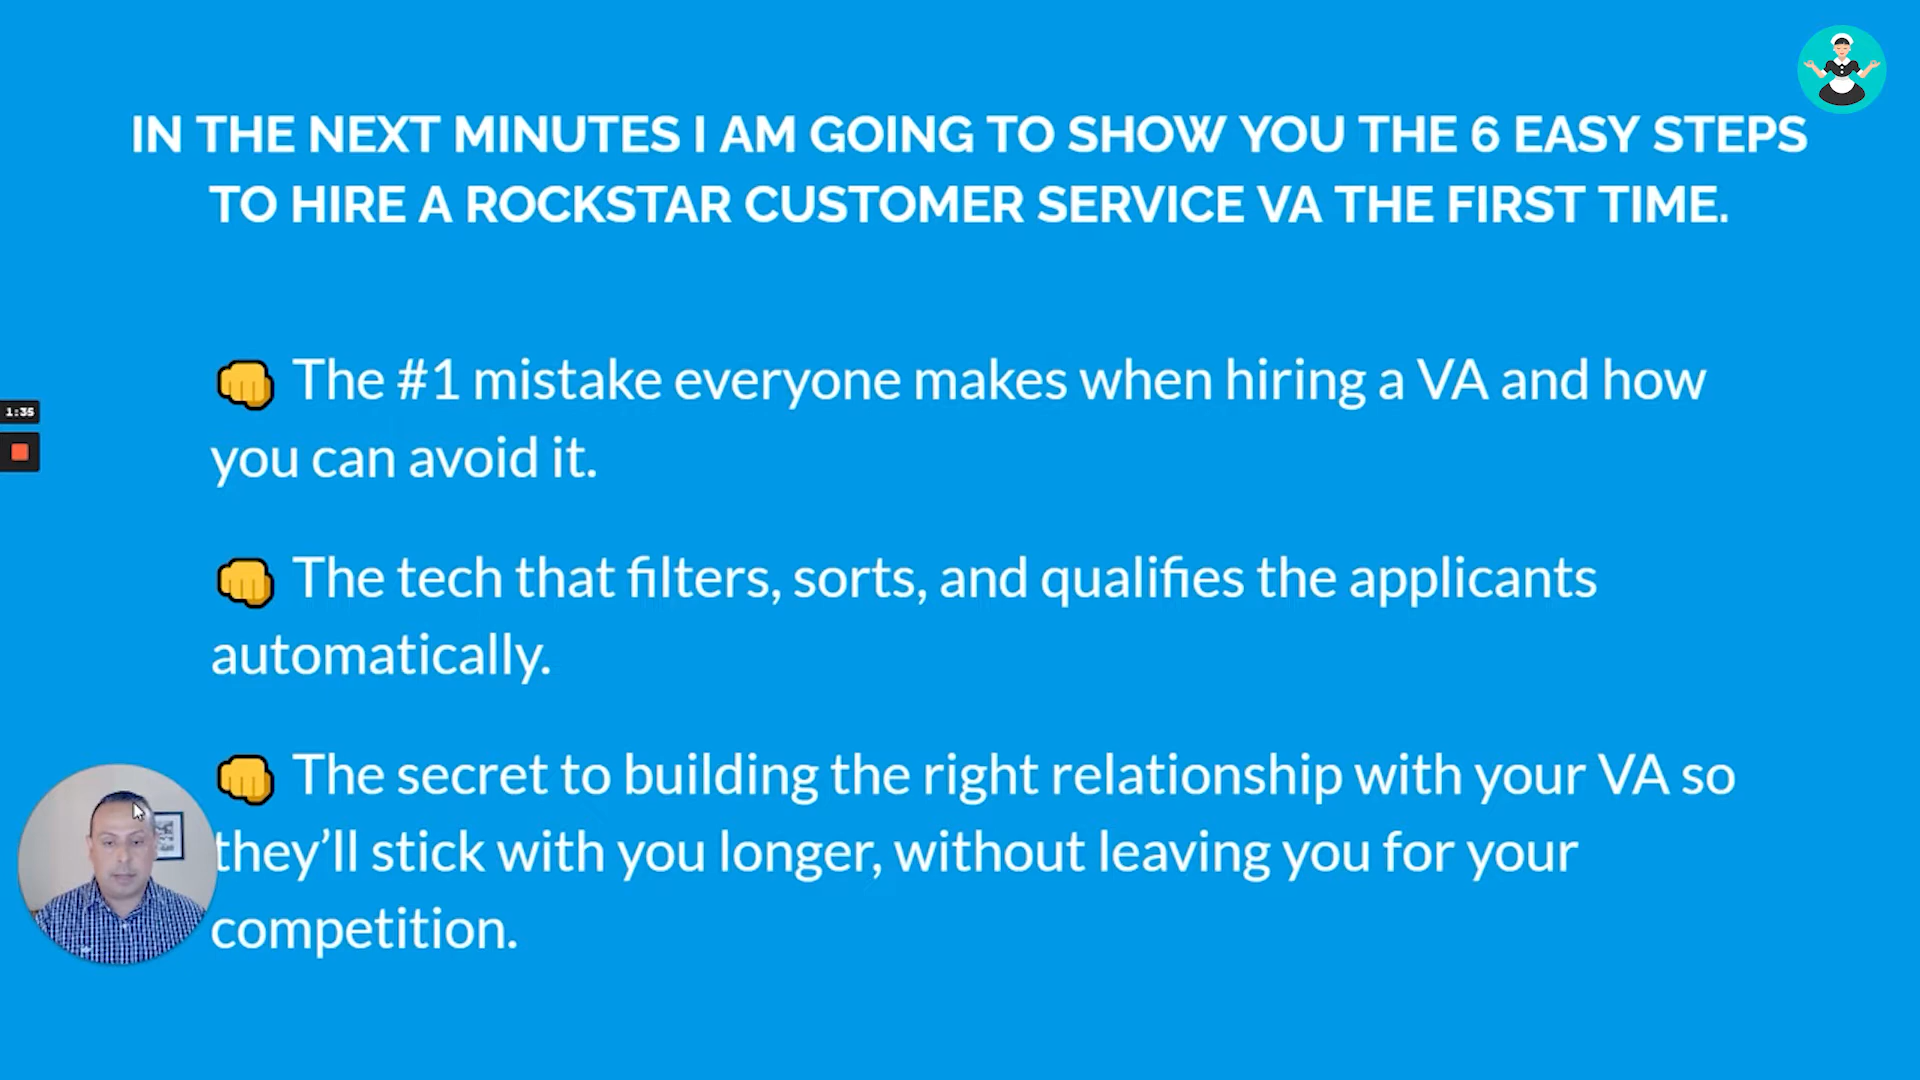 IN THE NEXT MINUTES I AM GOING TO SHOW YOU THE 6 EASY STEPS
TO HIRE A ROCKSTAR CUSTOMER SERVICE VA THE FIRST TIME.
The #1 mistake everyone makes when hiring a VA and how
you can avoid it.
1:35
The tech that filters, sorts, and qualifies the applicants
automatically.
The secret to building the right relationship with your VA so
they’ll stick with you longer, without leaving you for your
competition.